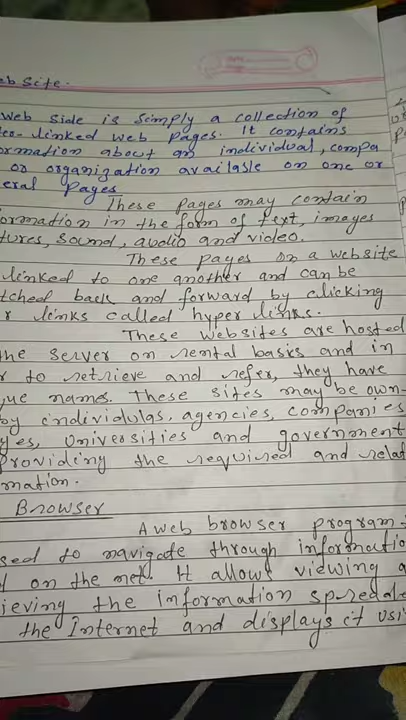 eb Site.
web Side is Simply a collection of
ter-linked web pages. It contains
ormation about an individual, compa
or organization available on one or
eral pages
These pages may contain
ormation in the form of text, images
tures, Sound, audio and video.
These pages on a website
linked to one another and can be
tched back and forward by clicking
r links called hyper links.
These websites are hosted
the Server on rental basis and in
r to retrieve and refer, they have
que names. These sites may be own-
by individulas, agencies, companies
ges, Universities and government
Providing the required and relat
mation.
Browser
A web browser program
sed to navigate through informatio
d on the net. It allows viewing a
ieving the information spreada
the Internet and displays it usi